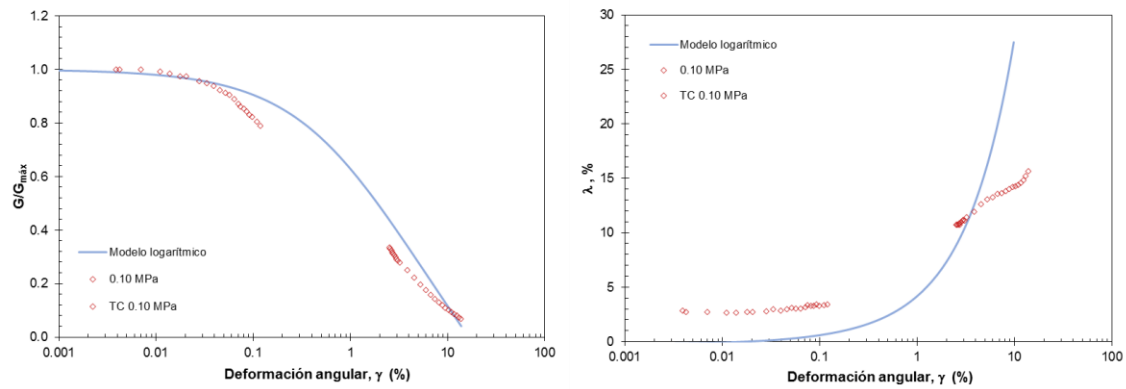 1.2
1.0
0.8
0.6
0.4
0.2
0.0
G/Gmáx
Modelo logarítmico
0.10 MPa
TC 0.10 MPa
0.001
0.01
0.1
1
10
100
Deformación angular, γ (%)
30
25
20
15
10
5
0
λ , %
Modelo logarítmico
0.10 MPa
TC 0.10 MPa
0.001
0.01
0.1
1
10
100
Deformación angular, γ (%)